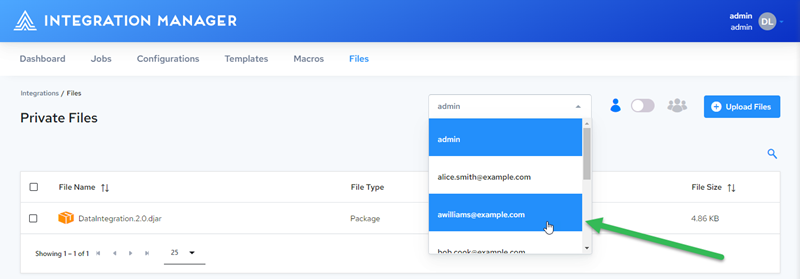 INTEGRATION MANAGER
admin
admin
DL
Dashboard Jobs Configurations Templates Macros Files
Integrations / Files
Private Files
admin
Upload Files
admin
alice.smith@example.com
awilliams@example.com
bob.cook@example.com
File Name File Type File Size
DataIntegration.2.0.djar Package 4.86 KB
Showing 1 – 1 of 1 25